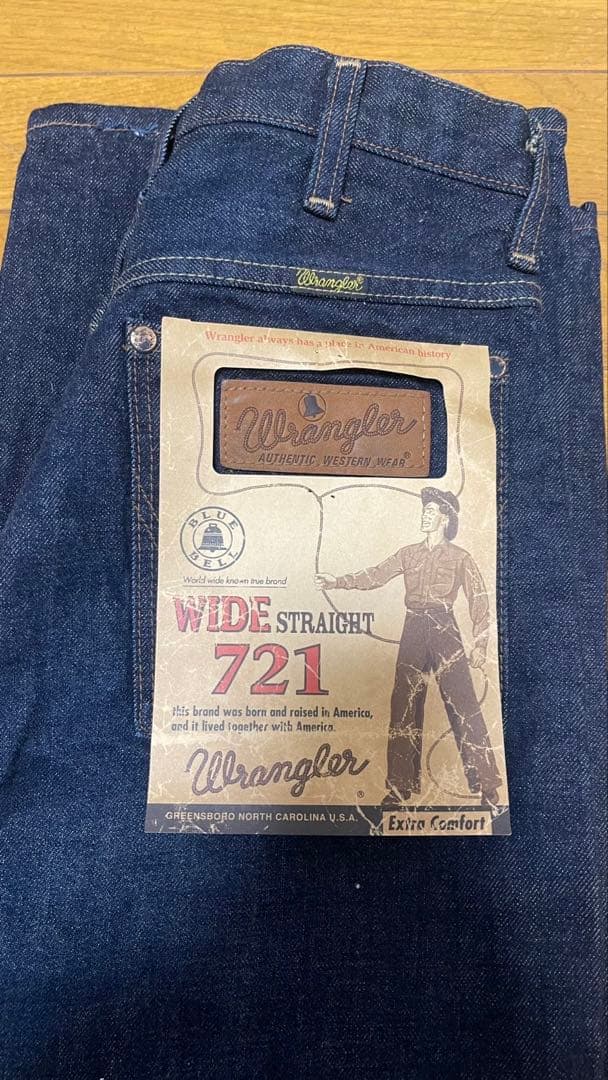 Wrangler®
Wrangler always has a place in American history
Wrangler
AUTHENTIC WESTERN WEAR®
BLUE
BELL
World wide known true brand
WIDE STRAIGHT
721
this brand was born and raised in America,
and it lived together with America.
Wrangler®
GREENSBORO NORTH CAROLINA U.S.A.
Extra Comfort